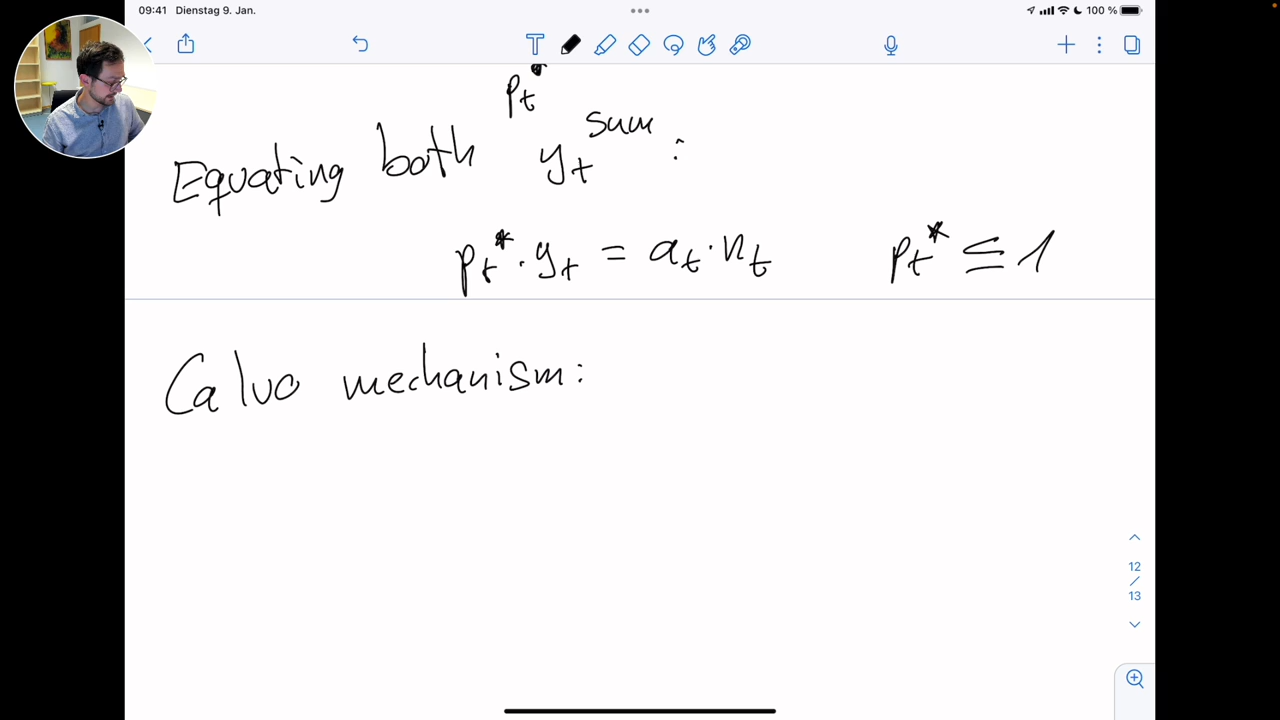 09:41 Dienstag 9. Jan. 100 %
p_t^*
Equating both y_t^sum :
p_t^* · y_t = a_t · n_t p_t^* ≤ 1
Calvo mechanism:
12
/
13